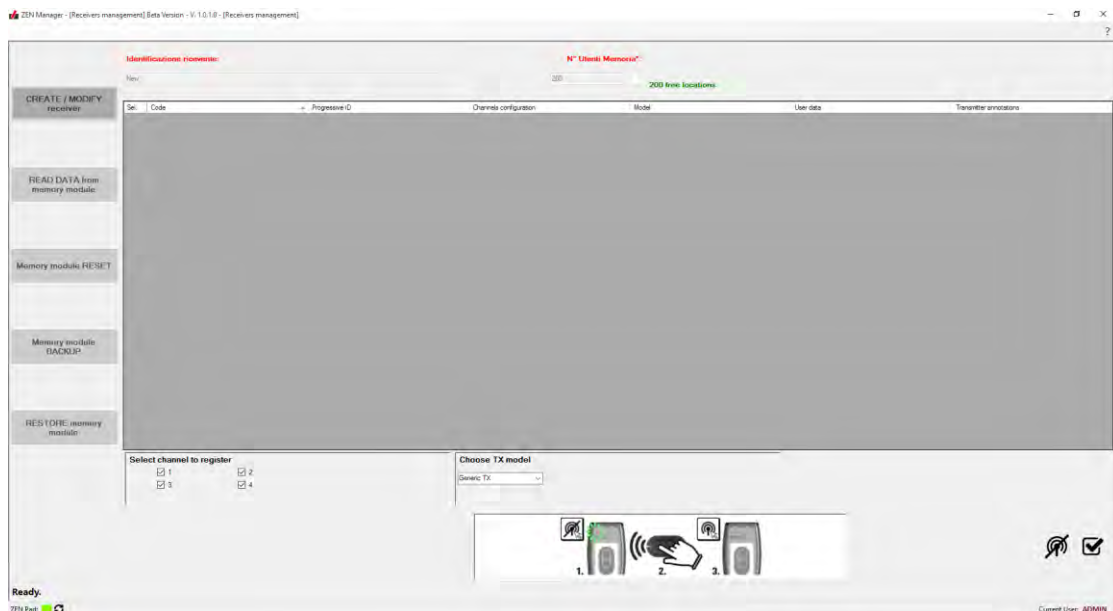 ZEN Manager - [Receivers management] Beta Version - V. 1.0.1.8 - [Receivers management]
?
Identificazione ricevente:
N° Utenti Memoria*:
New
200
200 free locations
CREATE / MODIFY
receiver
Sel. Code Progressive ID Channels configuration Model User data Transmitter annotations
READ DATA from
memory module
Memory module RESET
Memory module
BACKUP
RESTORE memory
module
Select channel to register
1 2
3 4
Choose TX model
Generic TX
1. 2. 3.
Ready.
ZEN Pad:
Current User: ADMIN